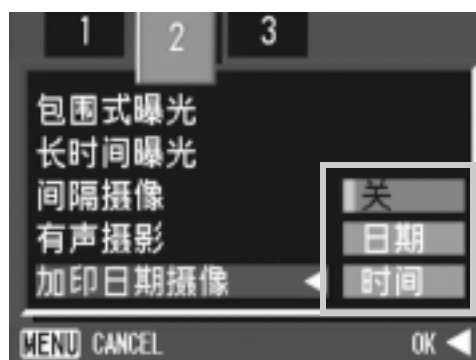 1 2 3
包围式曝光
长时间曝光
间隔摄像 关
有声摄影 日期
加印日期摄像 ◀ 时间
MENU CANCEL OK ◀